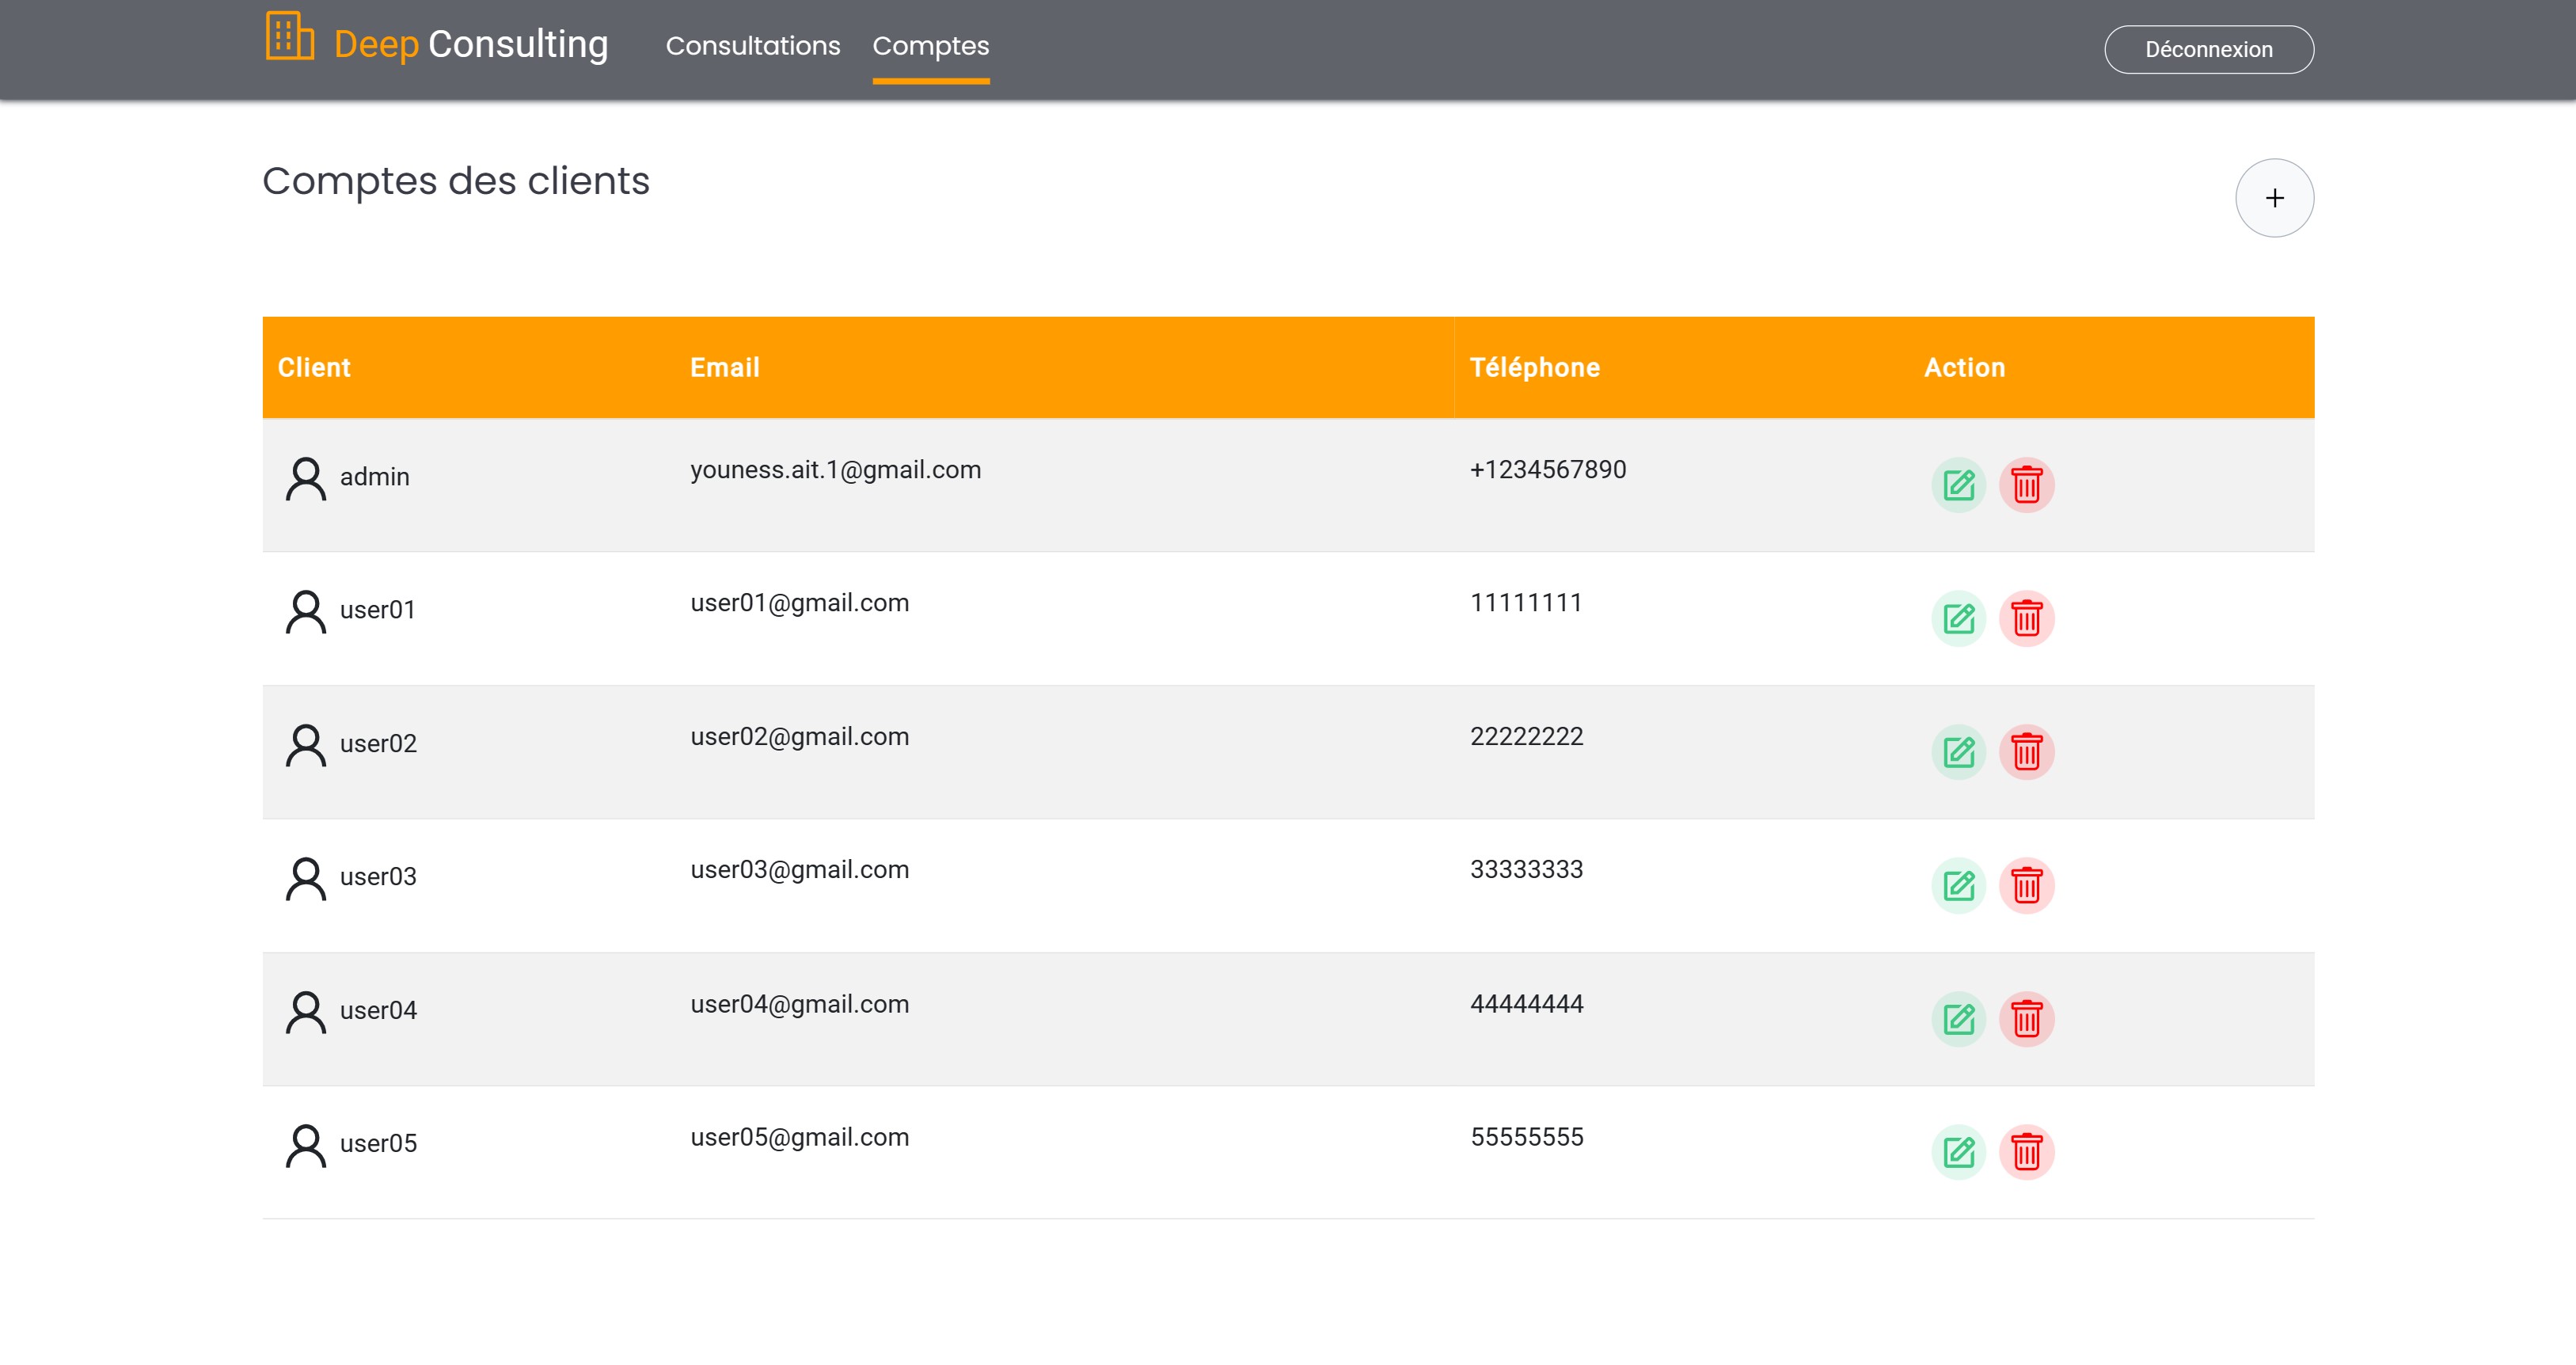 Deep Consulting Consultations Comptes Déconnexion
Comptes des clients +
Client Email Téléphone Action
admin youness.ait.1@gmail.com +1234567890
user01 user01@gmail.com 11111111
user02 user02@gmail.com 22222222
user03 user03@gmail.com 33333333
user04 user04@gmail.com 44444444
user05 user05@gmail.com 55555555